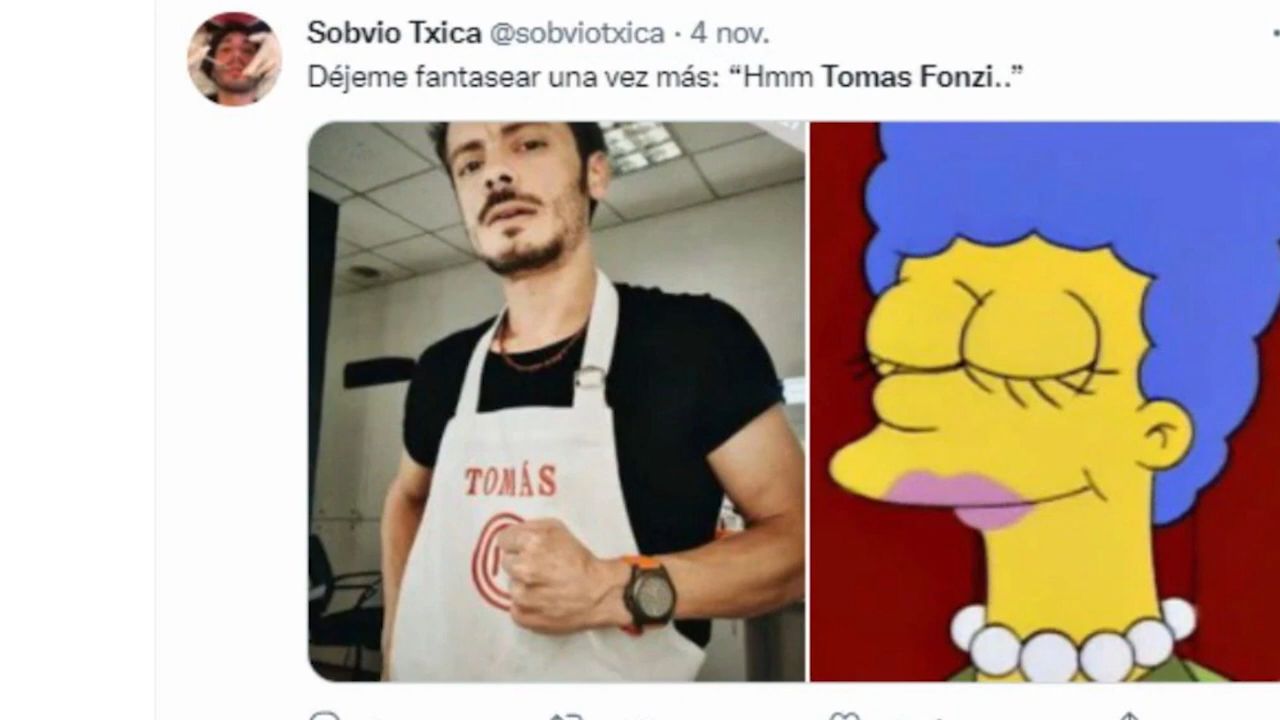 Sobvio Txica @sobviotxica · 4 nov.
Déjeme fantasear una vez más: “Hmm Tomas Fonzi..”
TOMÁS